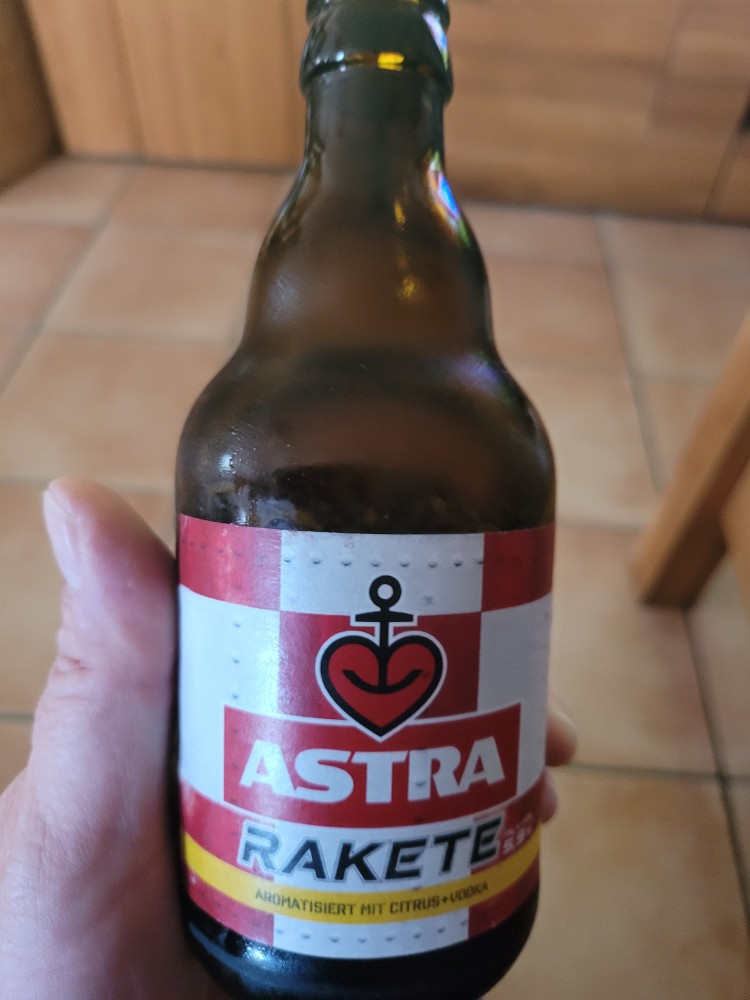 ASTRA
RAKETE
AROMATISIERT MIT CITRUS+VODKA